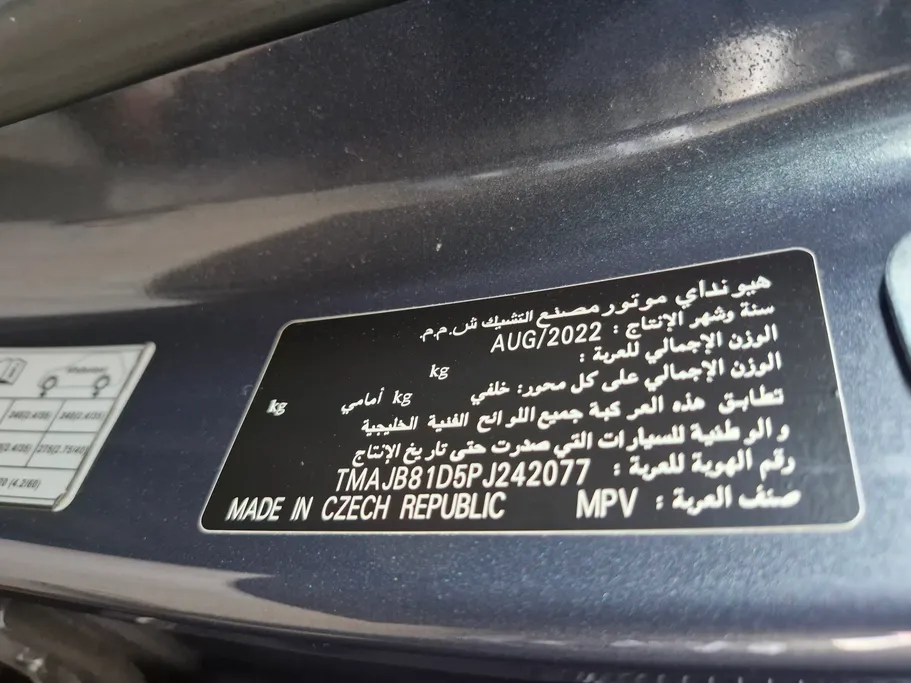 هيونداي موتور مصنع التشيك ش.م.م.
سنة وشهر الإنتاج : AUG/2022
الوزن الإجمالي للعربة : kg
الوزن الإجمالي على كل محور: خلفي kg أمامي kg
تطابق هذه المركبة جميع اللوائح الفنية الخليجية
و الوطنية للسيارات التي صدرت حتى تاريخ الإنتاج
رقم الهوية للعربة : TMAJB81D5PJ242077
صنف العربة : MPV MADE IN CZECH REPUBLIC